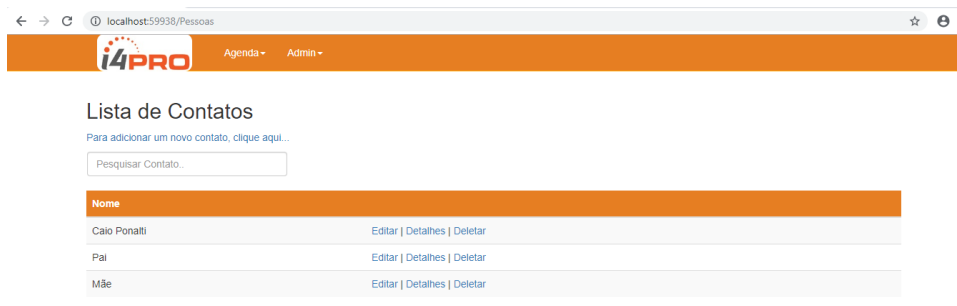 localhost:59938/Pessoas
i4PRO Agenda Admin
Lista de Contatos
Para adicionar um novo contato, clique aqui...
Pesquisar Contato..
Nome
Caio Ponalti Editar | Detalhes | Deletar
Pai Editar | Detalhes | Deletar
Mãe Editar | Detalhes | Deletar